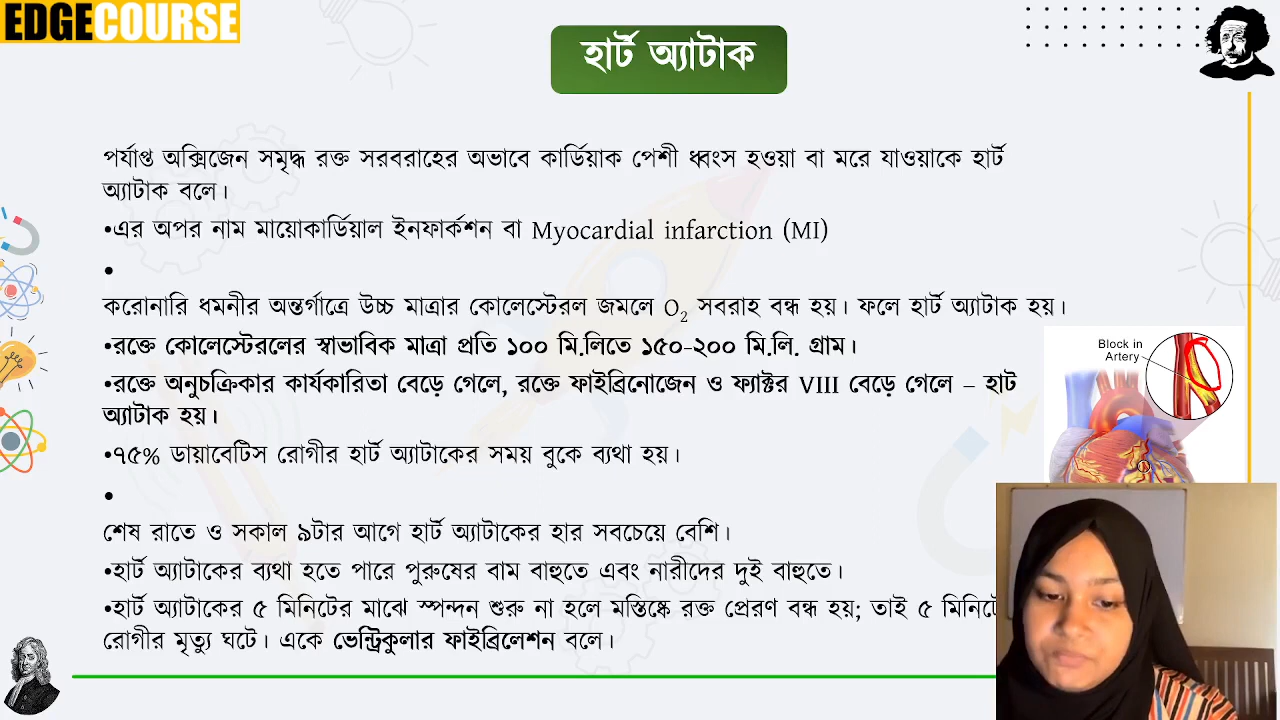 EDGECOURSE
হার্ট অ্যাটাক
পর্যাপ্ত অক্সিজেন সমৃদ্ধ রক্ত সরবরাহের অভাবে কার্ডিয়াক পেশী ধ্বংস হওয়া বা মরে যাওয়াকে হার্ট
অ্যাটাক বলে।
•এর অপর নাম মায়োকার্ডিয়াল ইনফার্কশন বা Myocardial infarction (MI)
•
করোনারি ধমনীর অন্তর্গাত্রে উচ্চ মাত্রার কোলেস্টেরল জমলে O₂ সবরাহ বন্ধ হয়। ফলে হার্ট অ্যাটাক হয়।
•রক্তে কোলেস্টেরলের স্বাভাবিক মাত্রা প্রতি ১০০ মি.লিতে ১৫০-২০০ মি.লি. গ্রাম।
•রক্তে অনুচক্রিকার কার্যকারিতা বেড়ে গেলে, রক্তে ফাইব্রিনোজেন ও ফ্যাক্টর VIII বেড়ে গেলে – হাট
অ্যাটাক হয়।
•৭৫% ডায়াবেটিস রোগীর হার্ট অ্যাটাকের সময় বুকে ব্যথা হয়।
•
শেষ রাতে ও সকাল ৯টার আগে হার্ট অ্যাটাকের হার সবচেয়ে বেশি।
•হার্ট অ্যাটাকের ব্যথা হতে পারে পুরুষের বাম বাহুতে এবং নারীদের দুই বাহুতে।
•হার্ট অ্যাটাকের ৫ মিনিটের মাঝে স্পন্দন শুরু না হলে মস্তিষ্কে রক্ত প্রেরণ বন্ধ হয়; তাই ৫ মিনিটে
রোগীর মৃত্যু ঘটে। একে ভেন্ট্রিকুলার ফাইব্রিলেশন বলে।
Block in
Artery